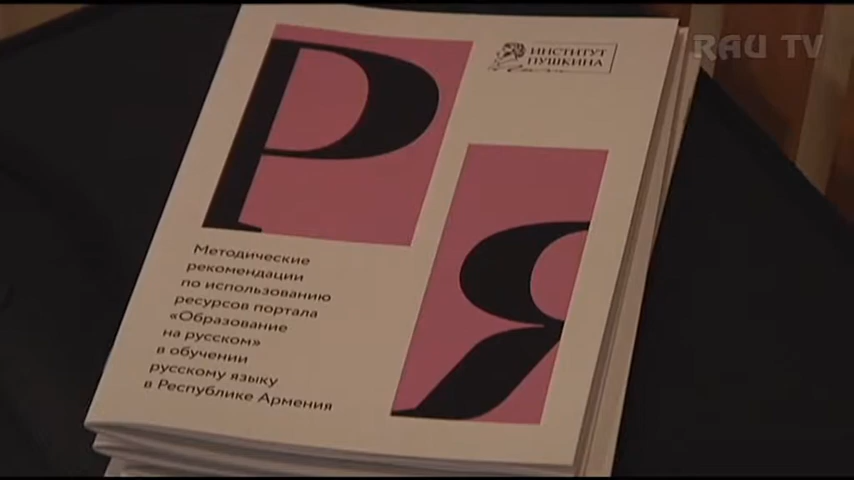 RAU TV
ИНСТИТУТ
ПУШКИНА
Р
Я
Методические
рекомендации
по использованию
ресурсов портала
«Образование
на русском»
в обучении
русскому языку
в Республике Армения